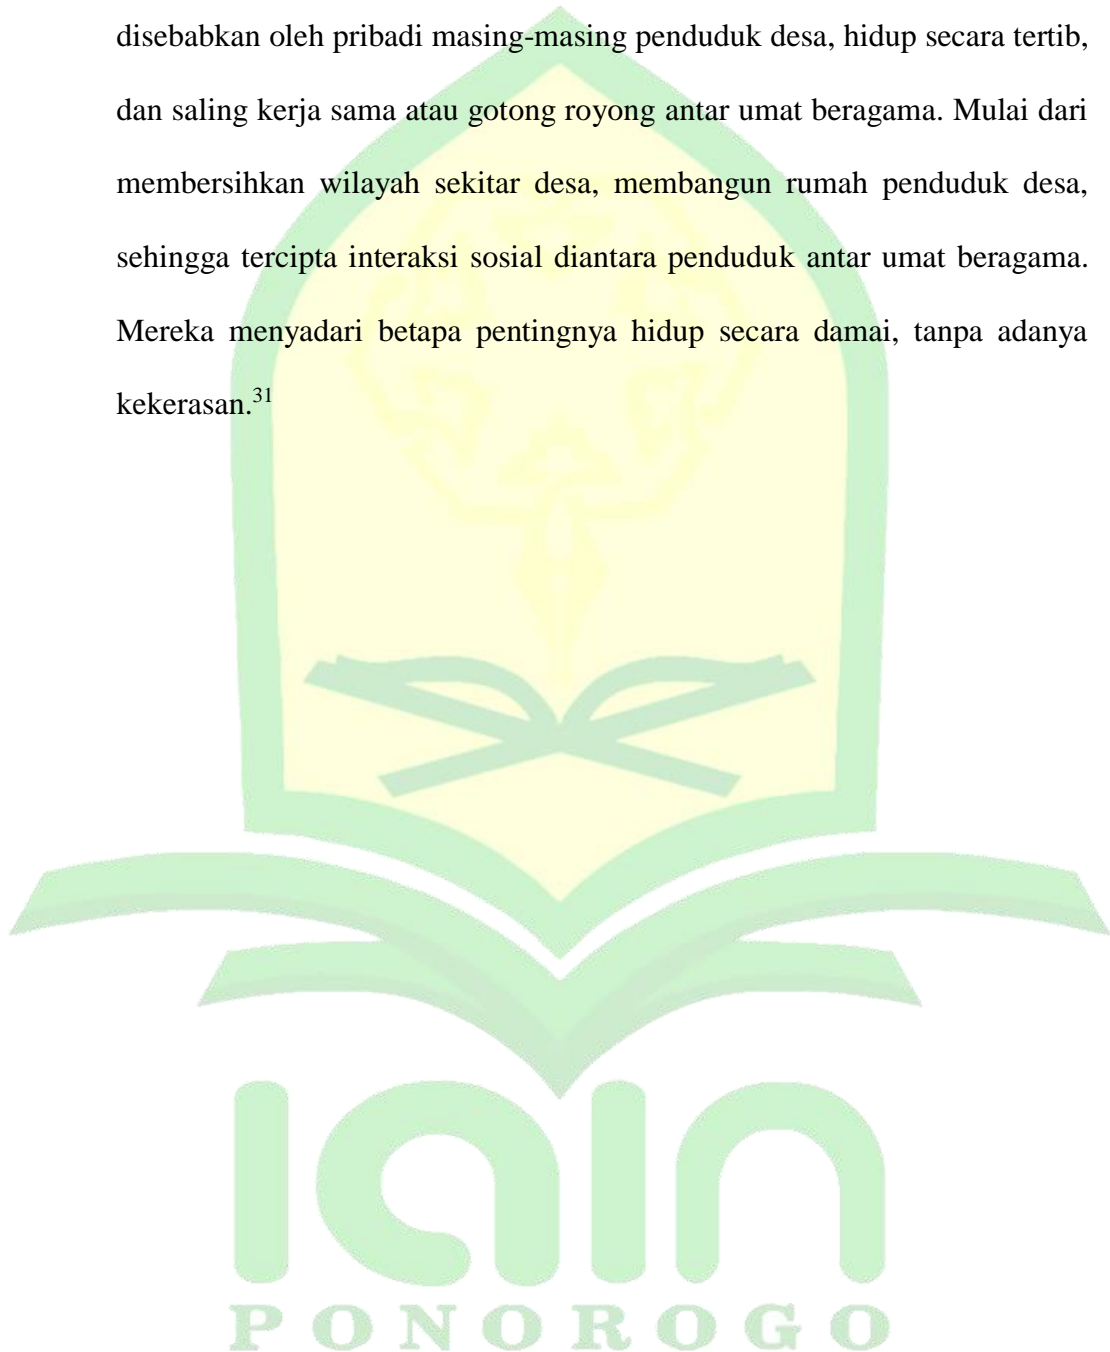 disebabkan oleh pribadi masing-masing penduduk desa, hidup secara tertib,
dan saling kerja sama atau gotong royong antar umat beragama. Mulai dari
membersihkan wilayah sekitar desa, membangun rumah penduduk desa,
sehingga tercipta interaksi sosial diantara penduduk antar umat beragama.
Mereka menyadari betapa pentingnya hidup secara damai, tanpa adanya
kekerasan.31
IAIN
PONOROGO